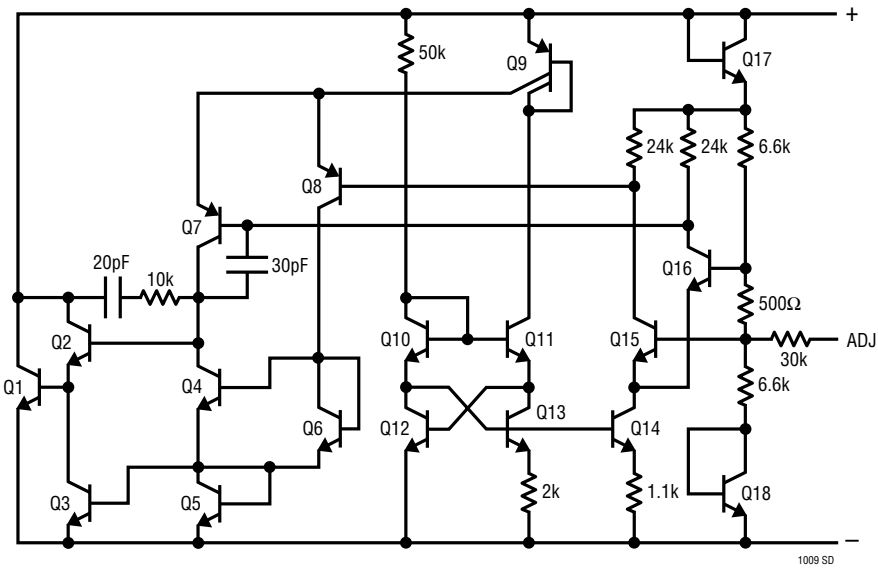 +
50k
Q9
Q17
24k
24k
6.6k
Q8
Q7
20pF
10k
30pF
Q16
500Ω
Q2
Q10
Q11
Q15
ADJ
30k
Q1
Q4
6.6k
Q6
Q12
Q13
Q14
Q3
Q5
2k
1.1k
Q18
–
1009 SD